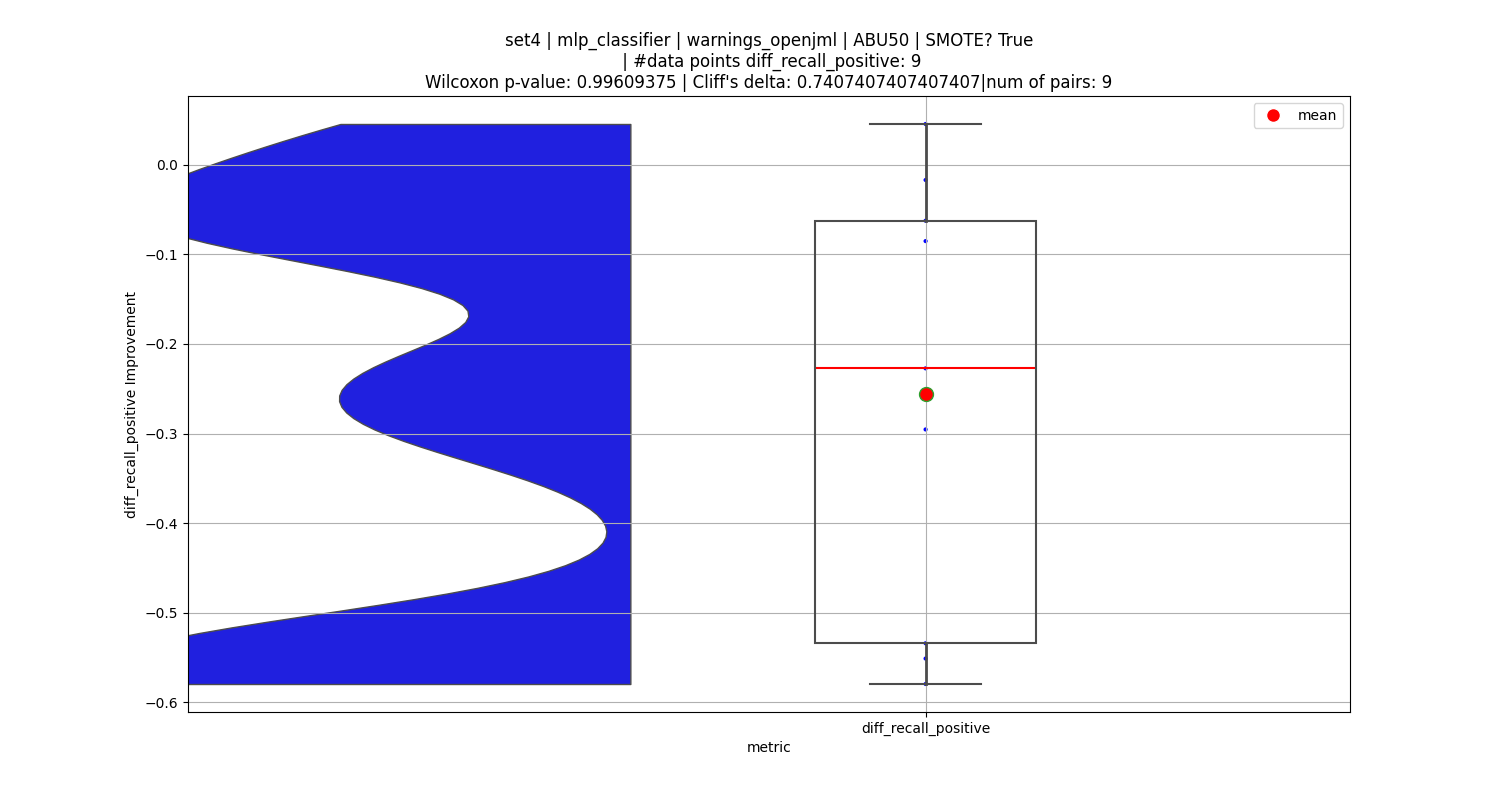 set4 | mlp_classifier | warnings_openjml | ABU50 | SMOTE? True
| #data points diff_recall_positive: 9
Wilcoxon p-value: 0.99609375 | Cliff's delta: 0.7407407407407407|num of pairs: 9
mean
0.0
−0.1
−0.2
−0.3
−0.4
−0.5
−0.6
diff_recall_positive Improvement
diff_recall_positive
metric